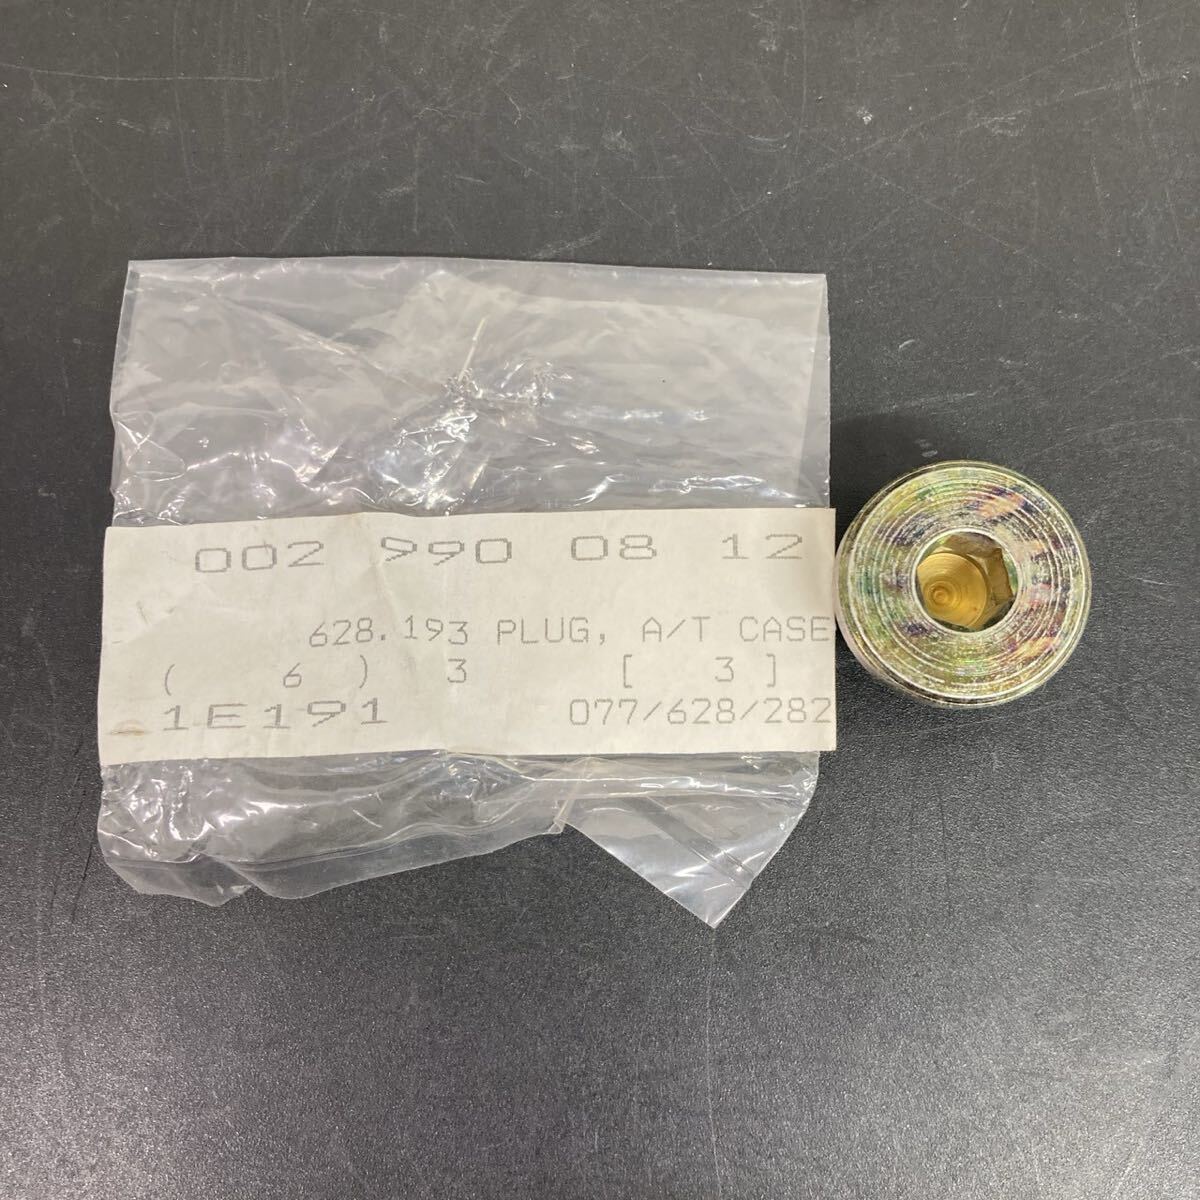 002 990 08 12
628.193 PLUG, A/T CASE
( 6 ) 3 [ 3 ]
1E191 077/628/282